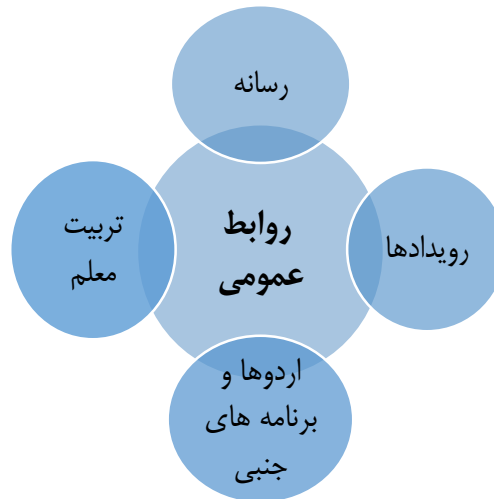 رسانه
روابط
عمومی
رویدادها
تربیت
معلم
اردوها و
برنامه های
جنبی